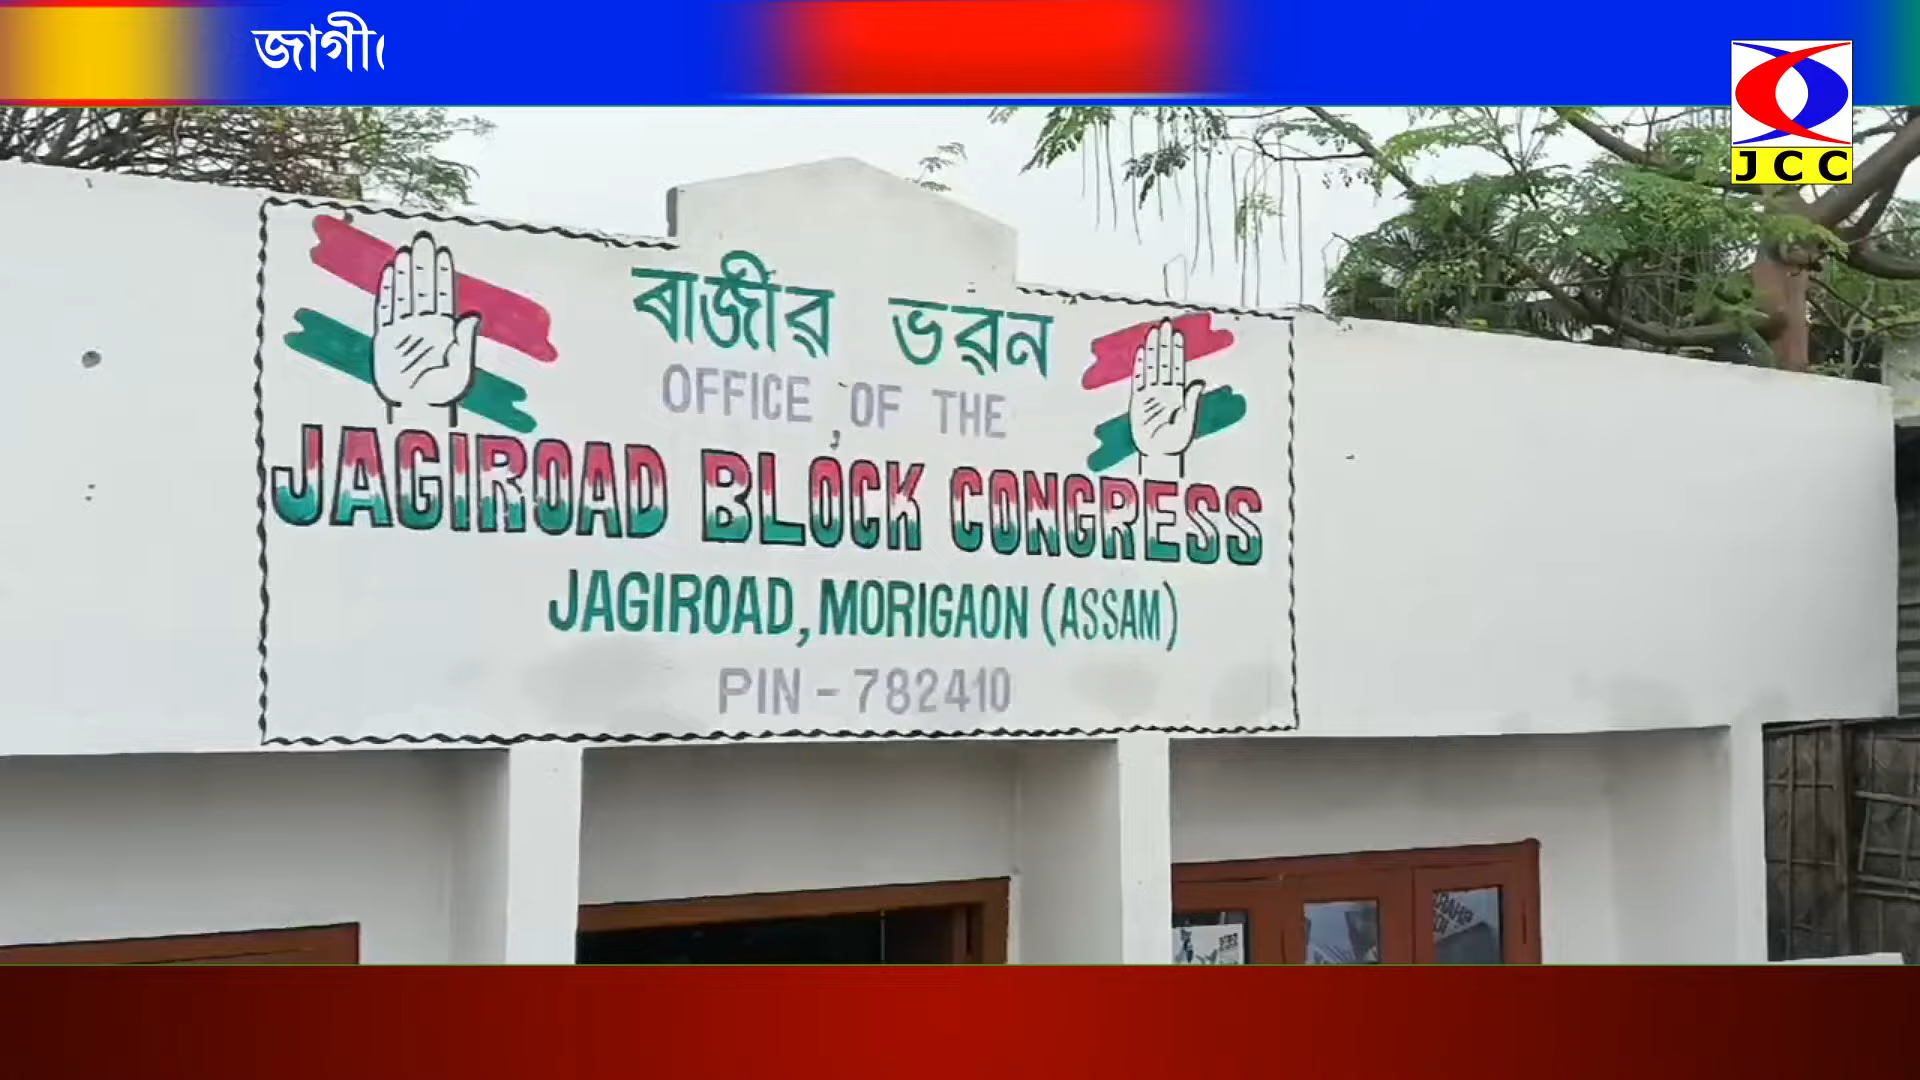 জাগী
JCC
ৰাজীৱ ভৱন
OFFICE OF THE
JAGIROAD BLOCK CONGRESS
JAGIROAD, MORIGAON (ASSAM)
PIN - 782410